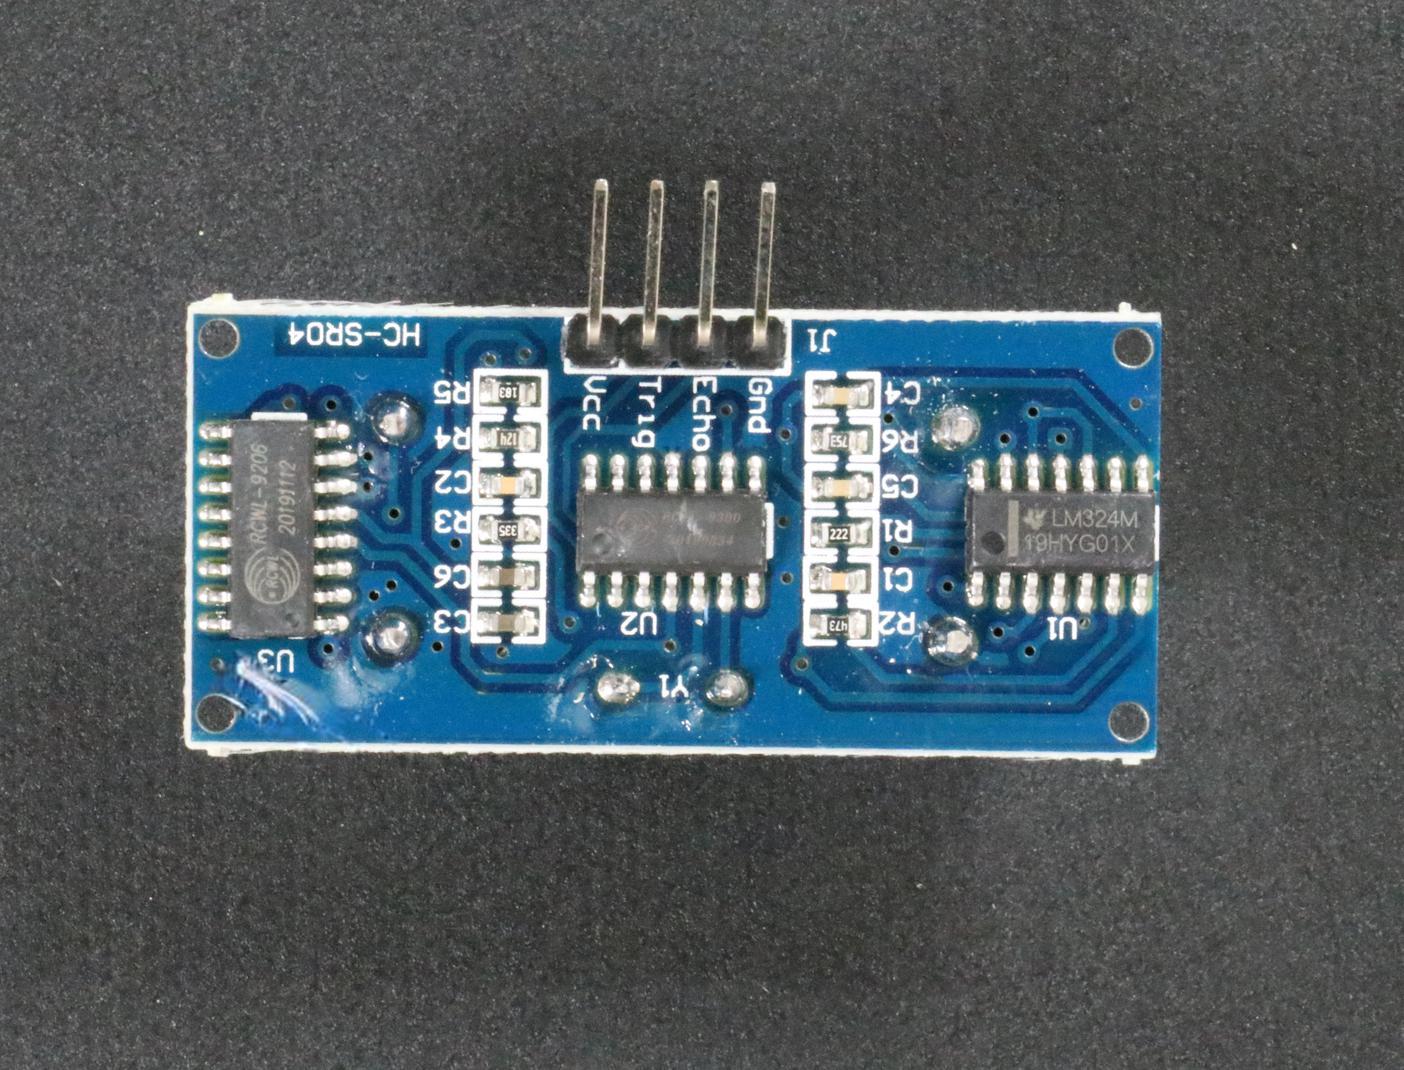 HC-SR04
J1
Vcc
Trig
Echo
Gnd
R5
183
R4
124
C2
R3
335
C6
C3
C4
R6
753
C5
R1
222
C1
R2
473
RCWL-9206
20191112
RCWL
U3
U2
Y1
LM324M
19HYG01X
U1